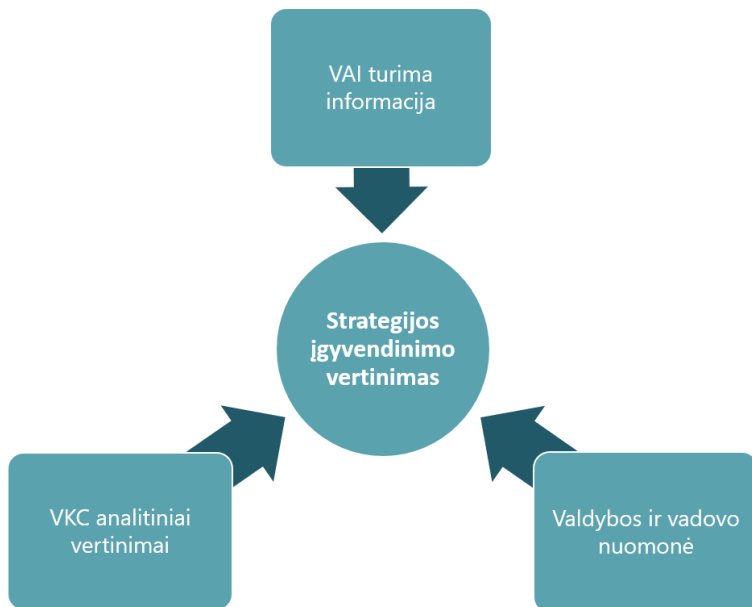 VAI turima
informacija
Strategijos
įgyvendinimo
vertinimas
VKC analitiniai
vertinimai
Valdybos ir vadovo
nuomonė